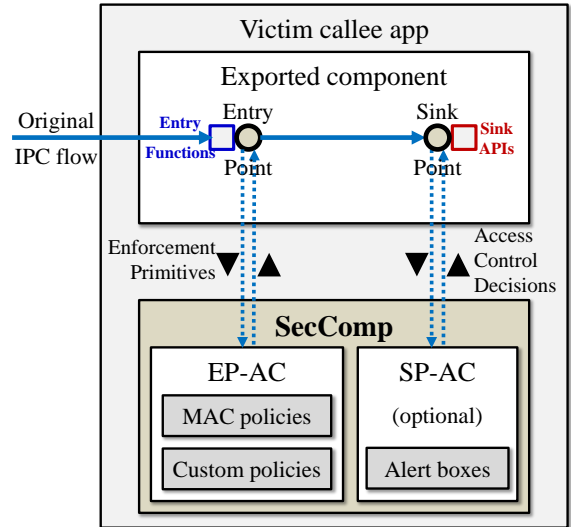 Victim callee app
Exported component
Original
IPC flow
Entry
Functions
Entry
Point
Sink
Point
Sink
APIs
Enforcement
Primitives
Access
Control
Decisions
SecComp
EP-AC
MAC policies
Custom policies
SP-AC
(optional)
Alert boxes